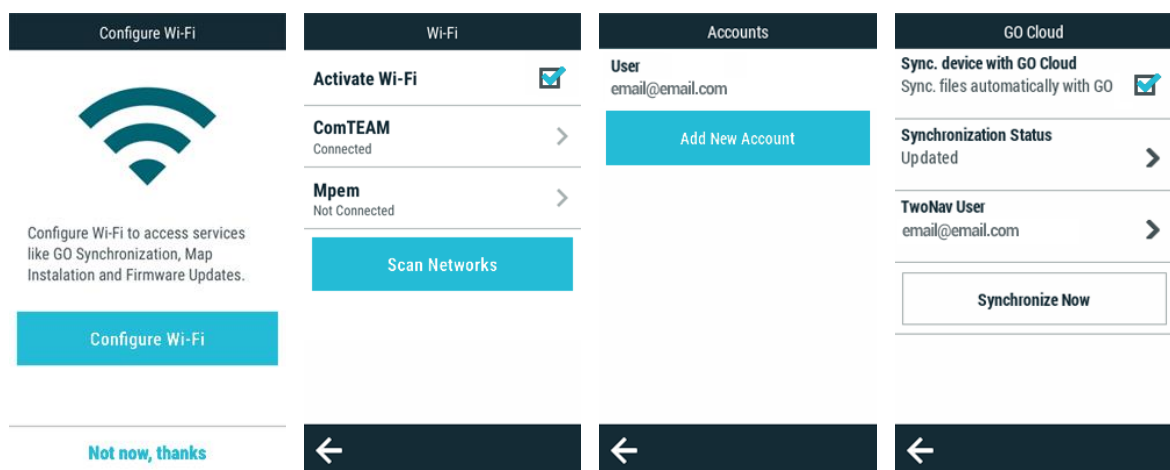 Configure Wi-Fi
Configure Wi-Fi to access services
like GO Synchronization, Map
Instalation and Firmware Updates.
Configure Wi-Fi
Not now, thanks
Wi-Fi
Activate Wi-Fi
ComTEAM
Connected
Mpem
Not Connected
Scan Networks
Accounts
User
email@email.com
Add New Account
GO Cloud
Sync. device with GO Cloud
Sync. files automatically with GO
Synchronization Status
Updated
TwoNav User
email@email.com
Synchronize Now